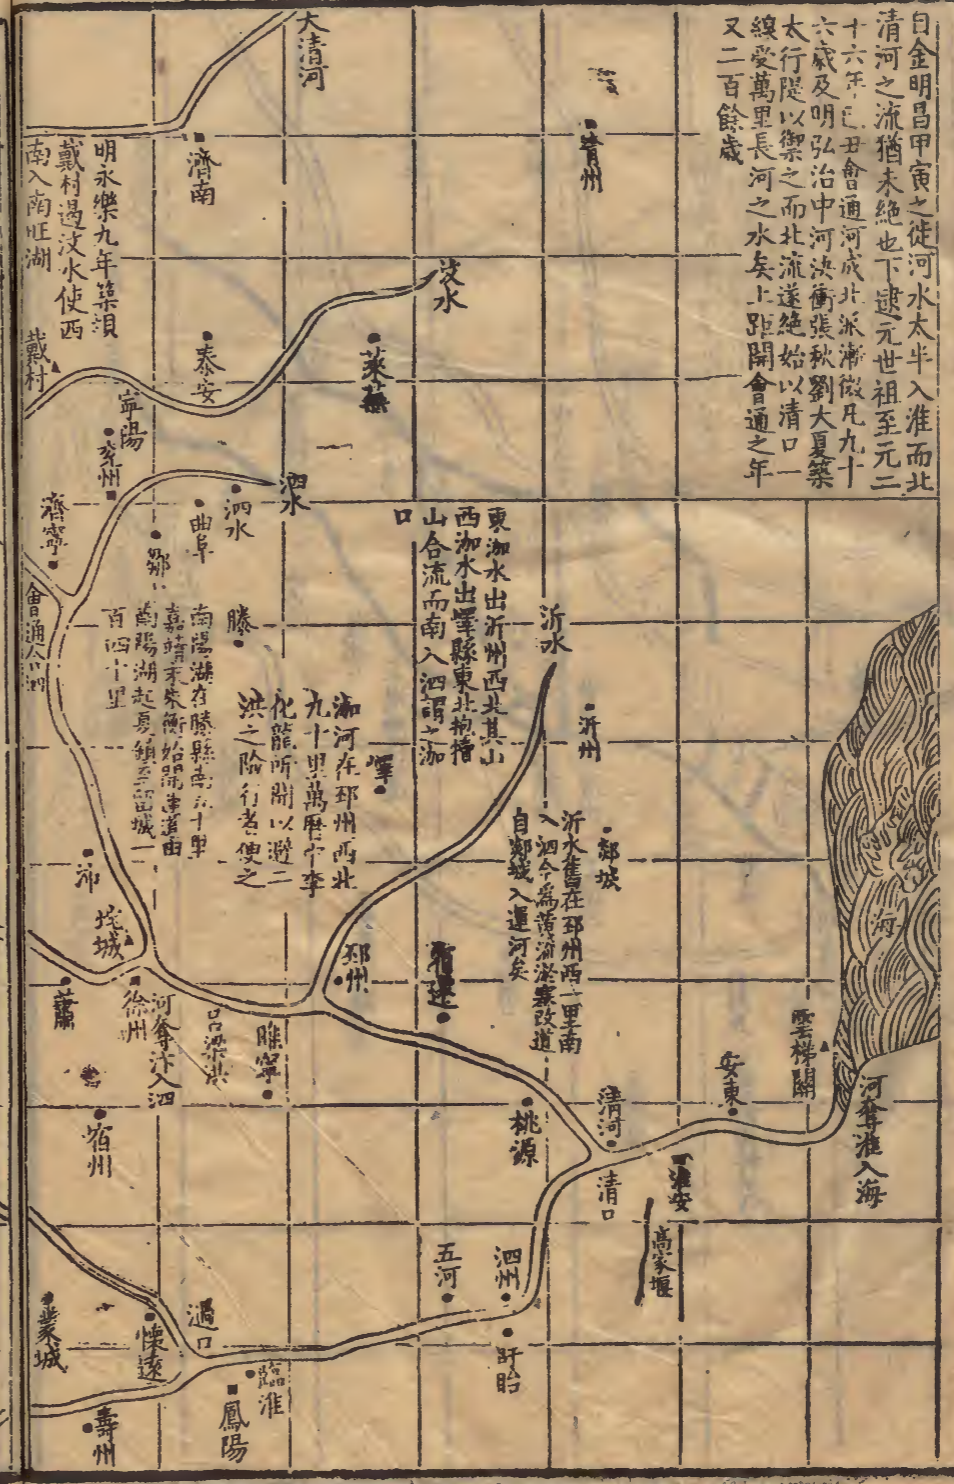 自金明昌甲寅之徙河水太半入淮而北
清河之流猶未絶也下逮元世祖至元二
十六年己丑會通河成北派漸微凡九十
六歲及明弘治中河決衝張秋劉大夏築
太行隄以禦之而北流遂絶始以清口一
線受萬里長河之水矣上距開會通之年
又二百餘歲
青州
大清河
濟南
明永樂九年築垻
戴村遏汶水使西
南入南旺湖
汶水
萊蕪
泰安
戴村
寧陽
兖州
濟寧
泗水
泗水
曲阜
鄒
會通合泗
東泇水出沂州西北其山
西泇水出嶧縣東北抱犢
山合流而南入泗謂之泇
口
沂水
沂州
滕
南陽湖在滕縣南六十里
嘉靖末朱衡始開運道由
南陽湖起夏鎮至留城一
百四十里
嶧
泇河在邳州西北
九十里萬曆中李
化龍所開以避二
洪之險行者便之
郯城
沂水舊在邳州西一里南
入泗今為黄流淤塞改道
自郯城入運河矣
海
沛
垞城
邳州
宿遷
蕭
徐州
河奪汴入泗
呂梁洪
睢寧
雲梯關
安東
河奪淮入海
清河
桃源
宿州
清口
淮安
高家堰
五河
泗州
盱眙
渦口
懷遠
蒙城
臨淮
鳳陽
壽州